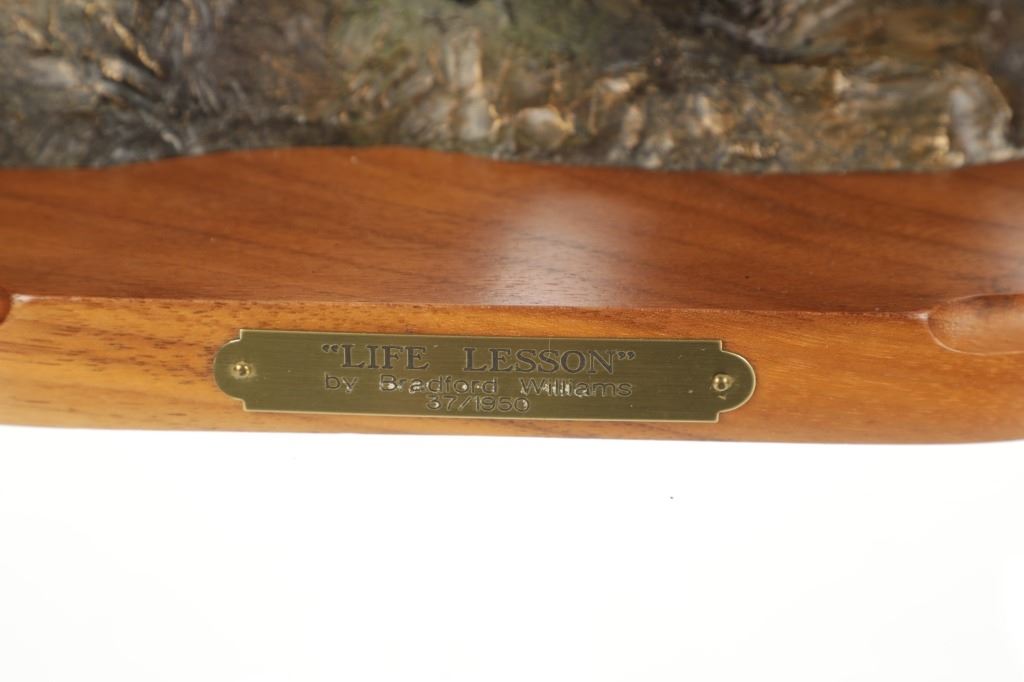 “LIFE LESSON”
by Bradford Williams
37/1950